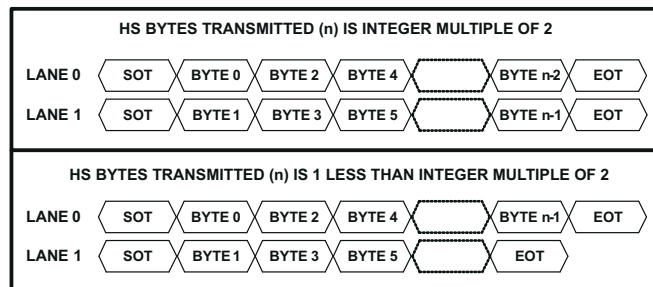 HS BYTES TRANSMITTED (n) IS INTEGER MULTIPLE OF 2
LANE 0 SOT BYTE 0 BYTE 2 BYTE 4 BYTE n-2 EOT
LANE 1 SOT BYTE 1 BYTE 3 BYTE 5 BYTE n-1 EOT
HS BYTES TRANSMITTED (n) IS 1 LESS THAN INTEGER MULTIPLE OF 2
LANE 0 SOT BYTE 0 BYTE 2 BYTE 4 BYTE n-1 EOT
LANE 1 SOT BYTE 1 BYTE 3 BYTE 5 EOT